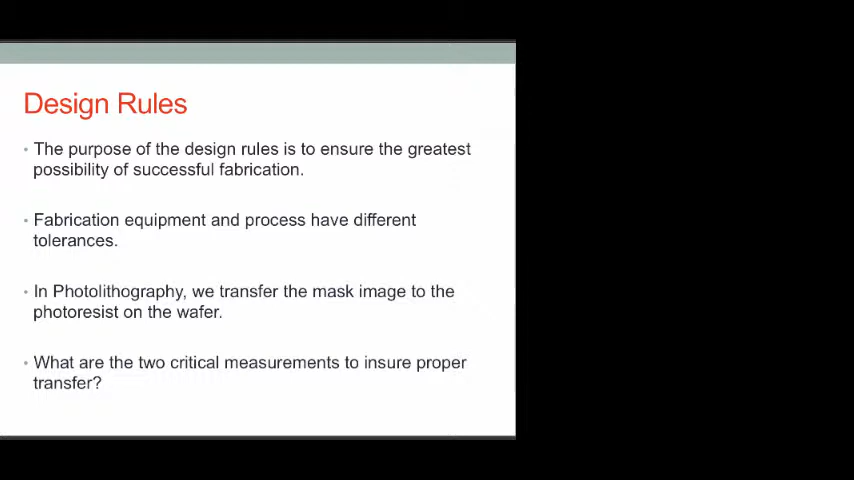 Design Rules
• The purpose of the design rules is to ensure the greatest
possibility of successful fabrication.
• Fabrication equipment and process have different
tolerances.
• In Photolithography, we transfer the mask image to the
photoresist on the wafer.
• What are the two critical measurements to insure proper
transfer?